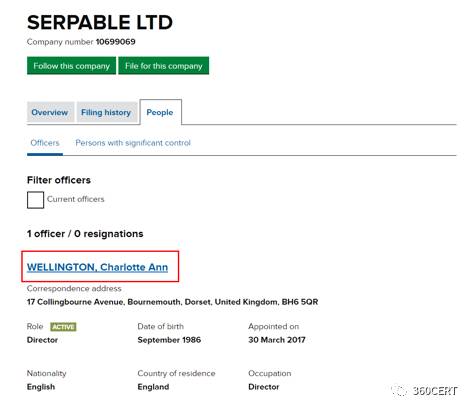 SERPABLE LTD
Company number 10699069
Follow this company File for this company
Overview Filing history People
Officers Persons with significant control
Filter officers
Current officers
1 officer / 0 resignations
WELLINGTON, Charlotte Ann
Correspondence address
17 Collingbourne Avenue, Bournemouth, Dorset, United Kingdom, BH6 5QR
Role ACTIVE Date of birth Appointed on
Director September 1986 30 March 2017
Nationality Country of residence Occupation
English England Director
360CERT